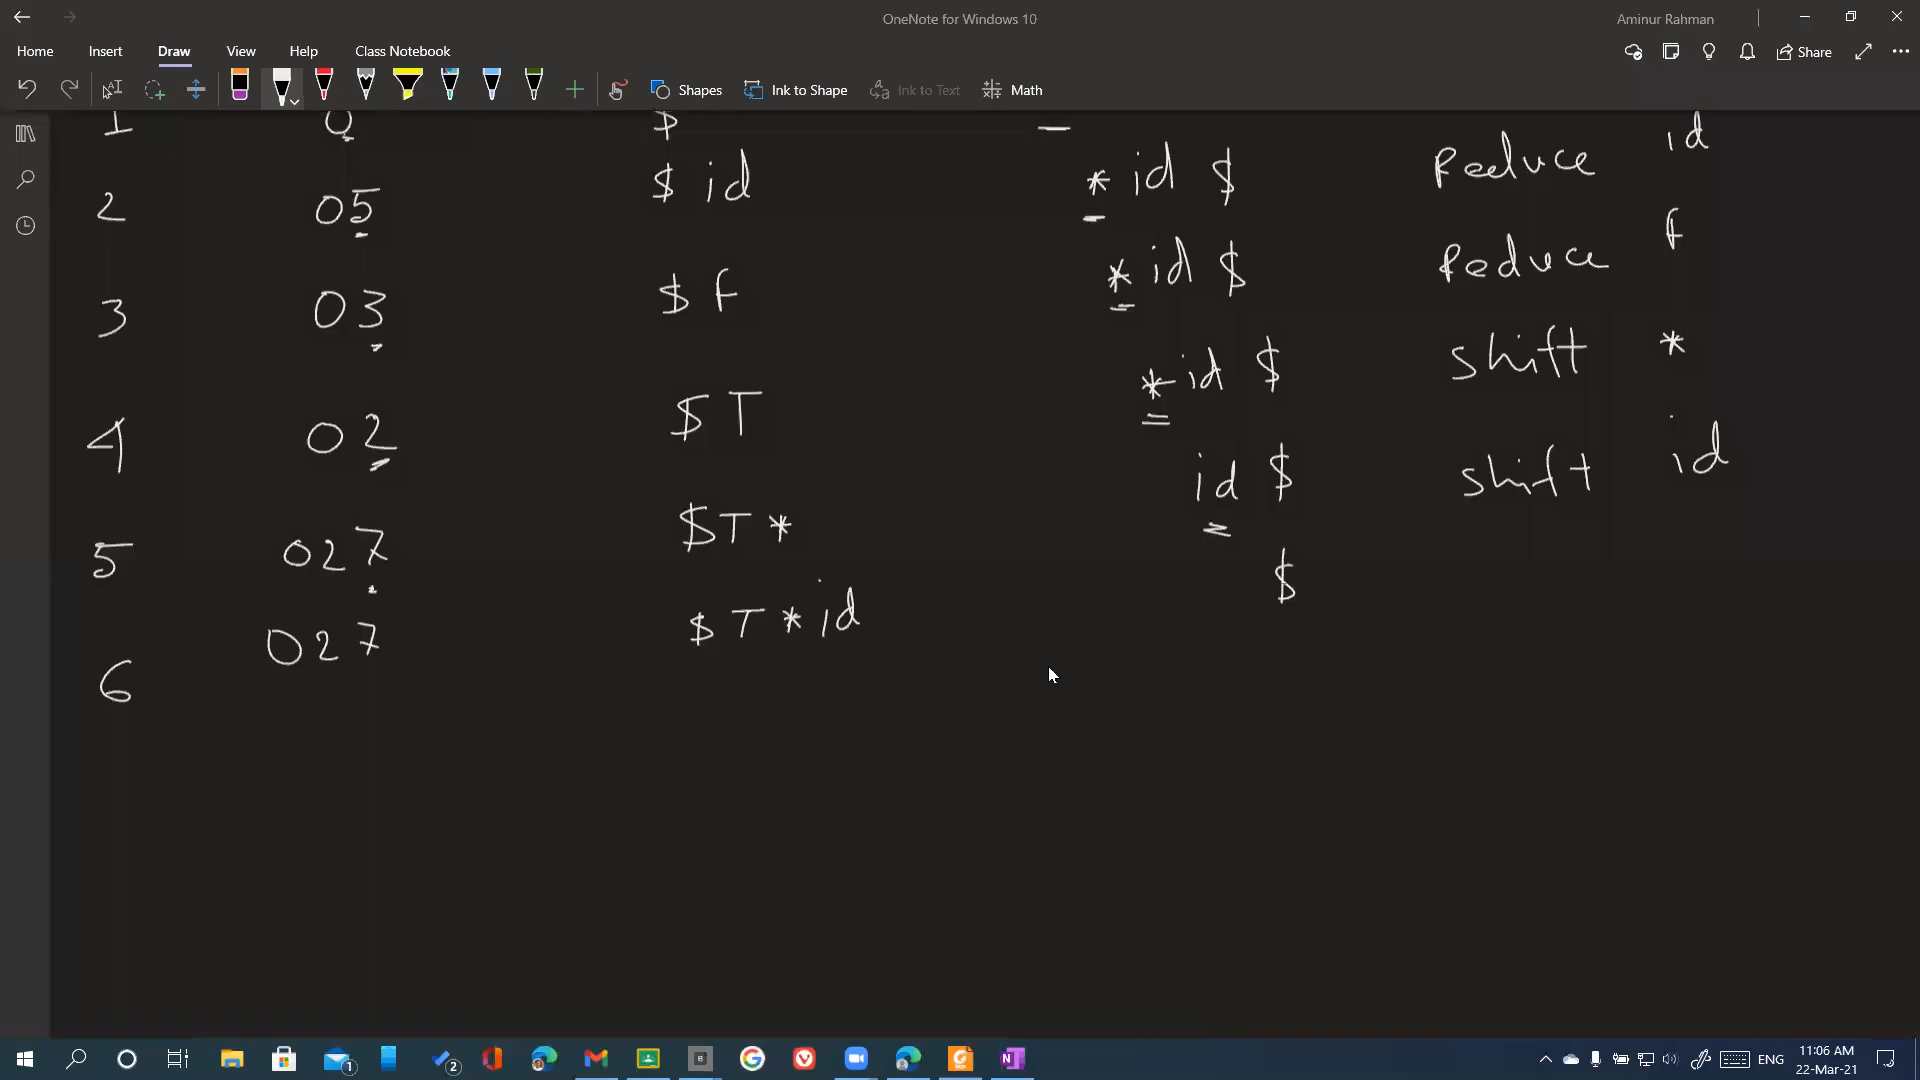 OneNote for Windows 10
Aminur Rahman
Home Insert Draw View Help Class Notebook
Share
Shapes Ink to Shape Ink to Text Math
1 0 $ id
2 05 $ id * id $ Reduce f
3 03 $ F * id $ Reduce *
4 02 $ T * id $ shift id
5 027 $ T * id $ shift
6 027 $ T * id $
1
2
ENG
11:06 AM
22-Mar-21